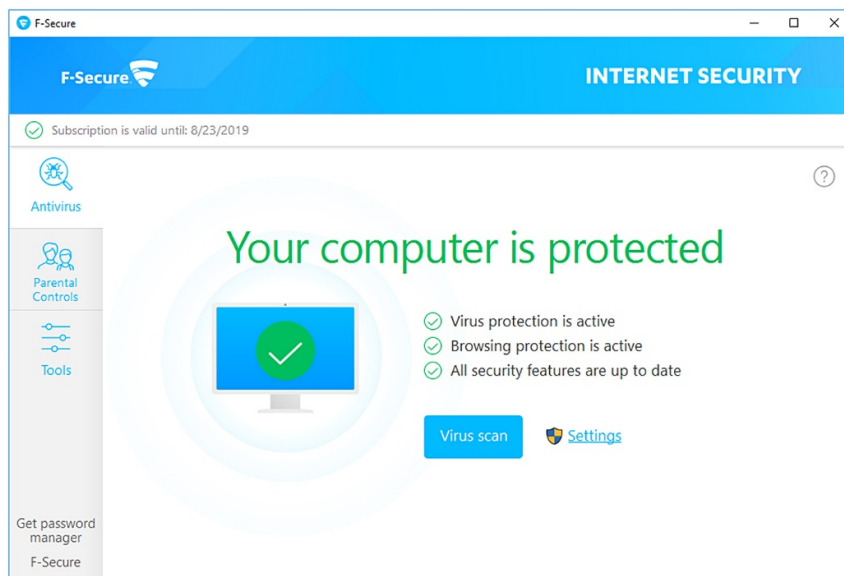 F-Secure
F-Secure.
INTERNET SECURITY
Subscription is valid until: 8/23/2019
Antivirus
Parental
Controls
Tools
Get password
manager
F-Secure
?
Your computer is protected
Virus protection is active
Browsing protection is active
All security features are up to date
Virus scan
Settings